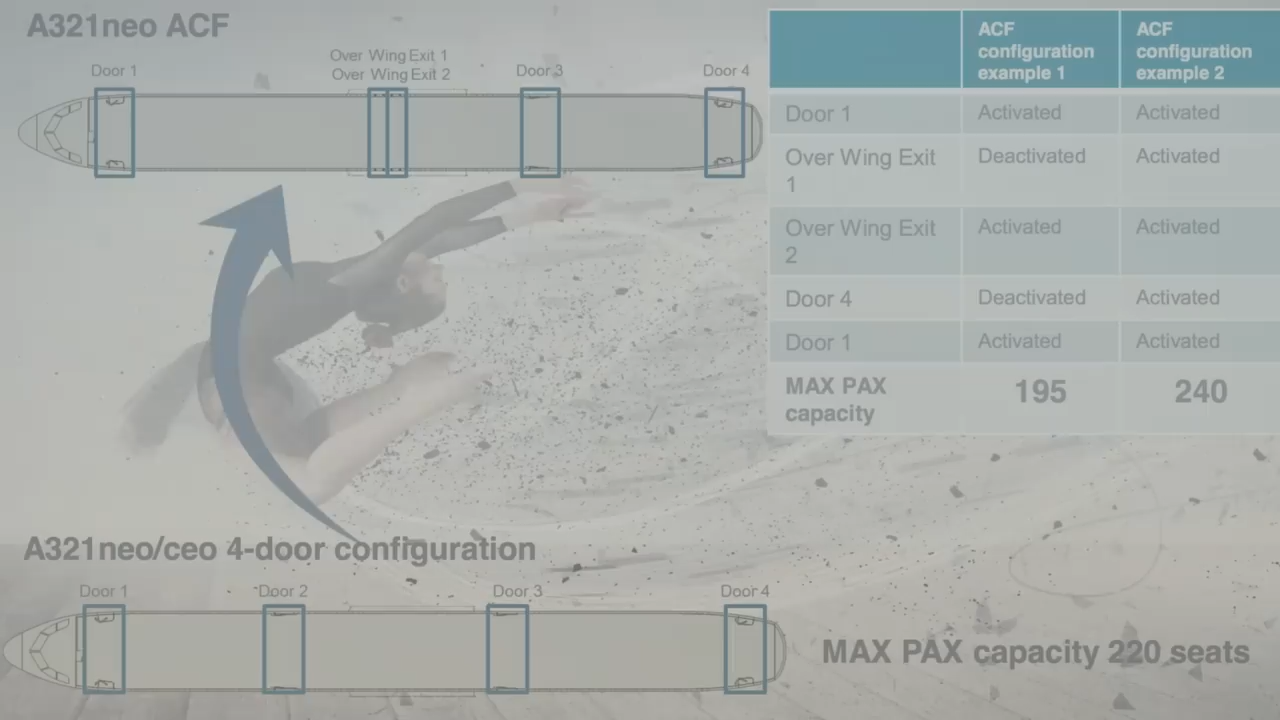 A321neo ACF
Over Wing Exit 1
Door 1
Over Wing Exit 2
Door 3
Door 4
ACF
configuration
example 1
ACF
configuration
example 2
Door 1
Activated
Activated
Over Wing Exit
1
Deactivated
Activated
Over Wing Exit
2
Activated
Activated
Door 4
Deactivated
Activated
Door 1
Activated
Activated
MAX PAX
capacity
195
240
A321neo/ceo 4-door configuration
Door 1
Door 2
Door 3
Door 4
MAX PAX capacity 220 seats